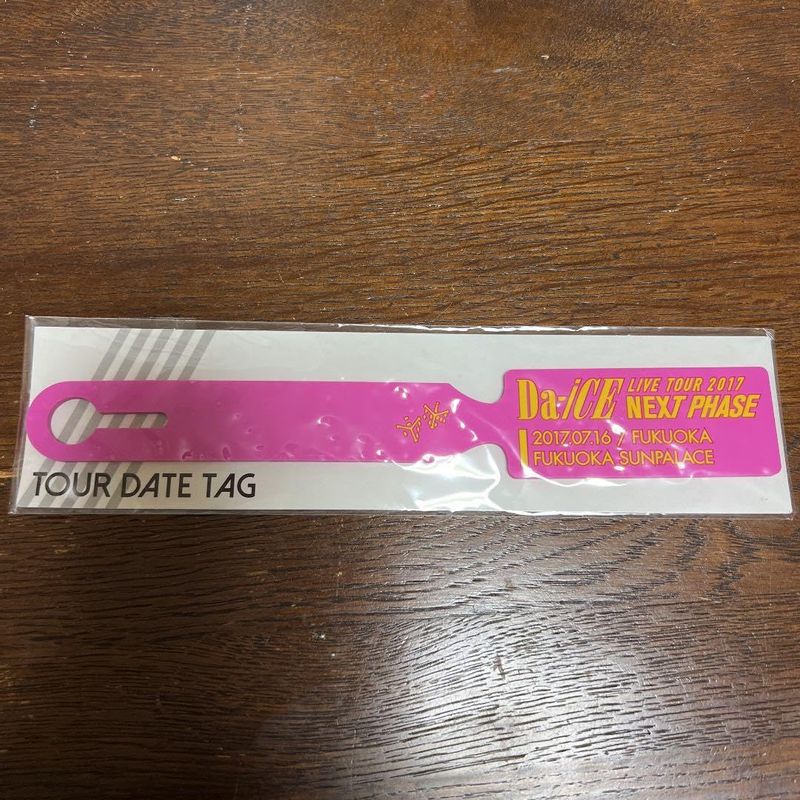 Da-iCE LIVE TOUR 2017
NEXT PHASE
2017.07.16 / FUKUOKA
FUKUOKA SUNPALACE
TOUR DATE TAG